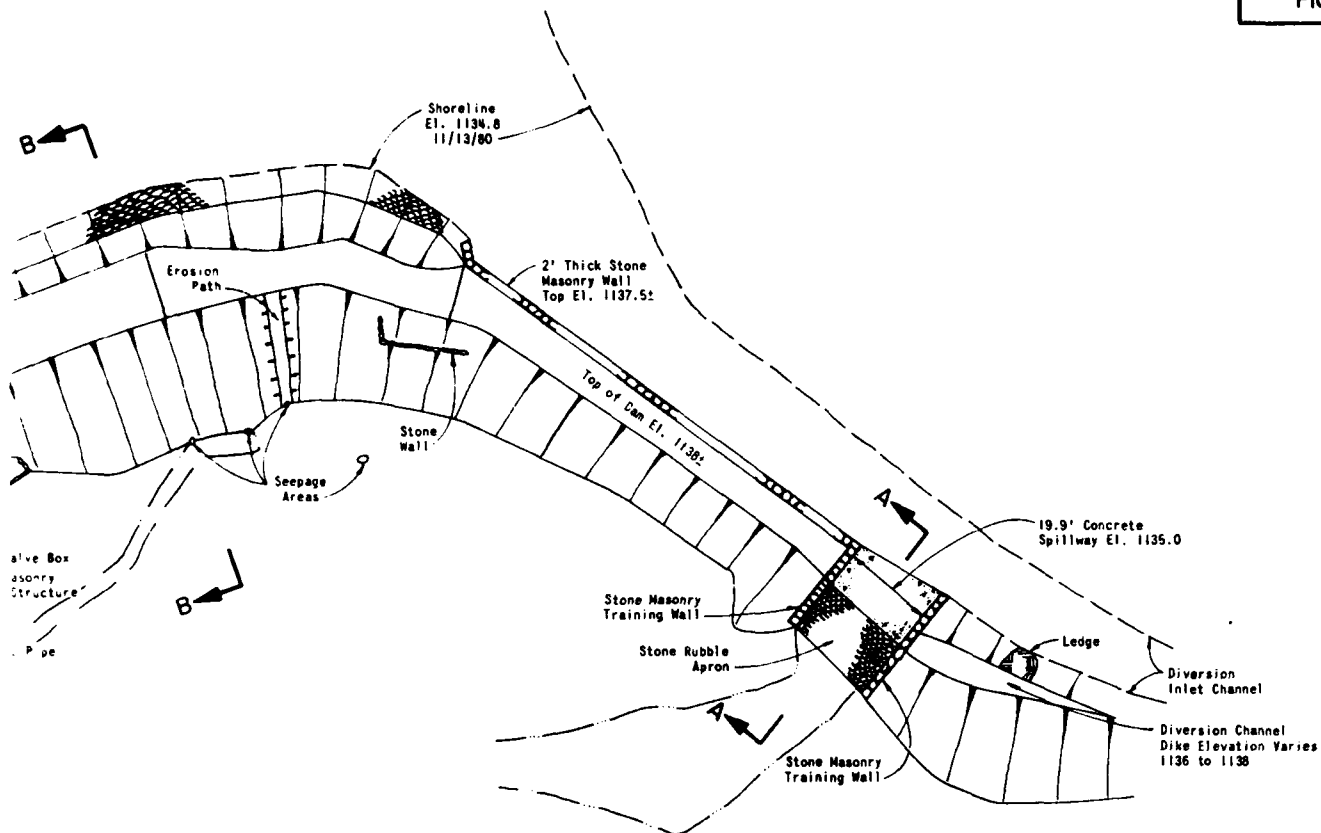 Shoreline
El. 1134.8
11/13/80
B
Erosion
Path
2' Thick Stone
Masonry Wall
Top El. 1137.5±
Top of Dam El. 1138±
Stone
Wall
Seepage
Areas
A
19.9' Concrete
Spillway El. 1135.0
alve Box
asonry
Structure
Pipe
B
Stone Masonry
Training Wall
Stone Rubble
Apron
Ledge
Diversion
Inlet Channel
A
Stone Masonry
Training Wall
Diversion Channel
Dike Elevation Varies
1136 to 1138